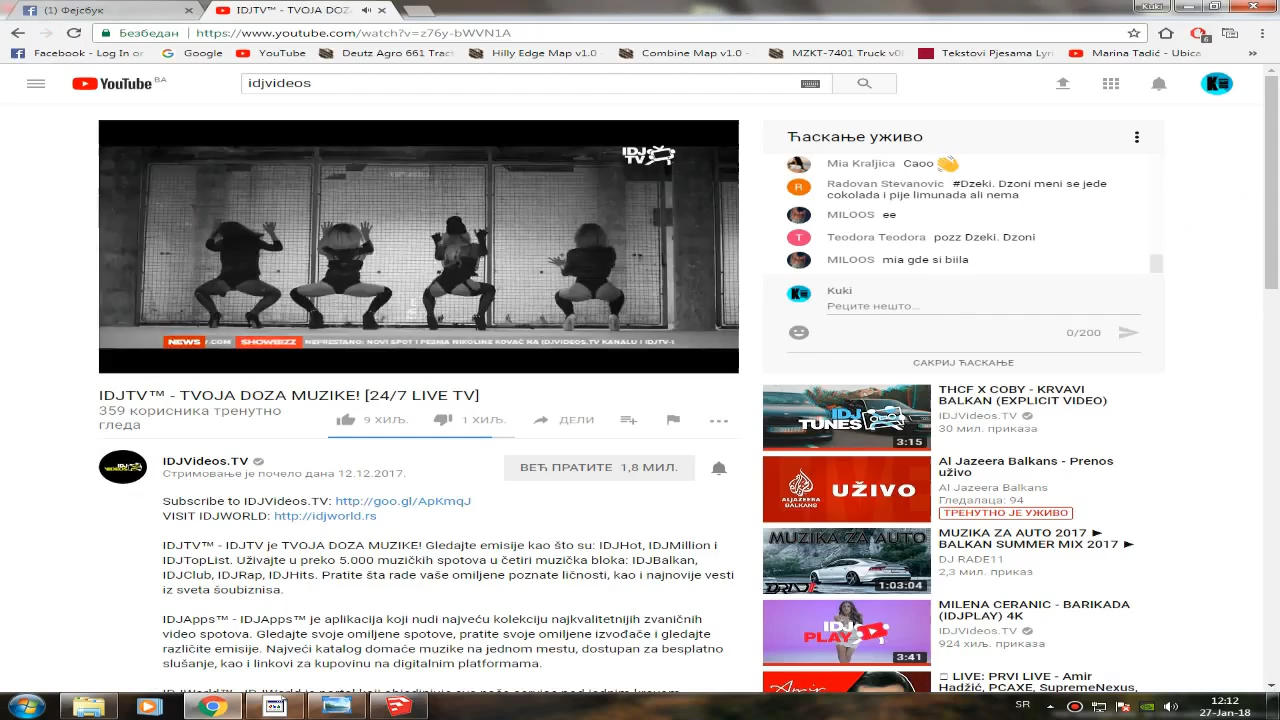 (1) Фејсбук
IDJTV™ - TVOJA DOZ
Kuki
Безбедан
https://www.youtube.com/watch?v=z76y-bWVN1A
6
Facebook - Log In or
Google
YouTube
Deutz Agro 661 Tract
Hilly Edge Map v1.0 -
Combine Map v1.0 -
MZKT-7401 Truck v0
Tekstovi Pjesama Lyri
Marina Tadić - Ubica
»
YouTube BA
idjvideos
IDJ
TV
NEWS .COM SHOWBIZZ NEPRESTANO: NOVI SPOT I PESMA NIKOLINE KOVAČ NA IDJVIDEOS.TV KANALU I IDJTV-
IDJTV™ - TVOJA DOZA MUZIKE! [24/7 LIVE TV]
359 корисника тренутно
гледа
9 ХИЉ.
1 ХИЉ.
ДЕЛИ
IDJVideos.TV
Стримовање је почело дана 12.12.2017.
ВЕЋ ПРАТИТЕ 1,8 МИЛ.
Subscribe to IDJVideos.TV: http://goo.gl/ApKmqJ
VISIT IDJWORLD: http://idjworld.rs
IDJTV™ - IDJTV je TVOJA DOZA MUZIKE! Gledajte emisije kao što su: IDJHot, IDJMillion i
IDJTopList. Uživajte u preko 5.000 muzičkih spotova u četiri muzička bloka: IDJBalkan,
IDJClub, IDJRap, IDJHits. Pratite šta rade vaše omiljene poznate ličnosti, kao i najnovije vesti
iz sveta šoubiznisa.
IDJApps™ - IDJApps™ je aplikacija koji nudi najveću kolekciju najkvalitetnijih zvaničnih
video spotova. Gledajte svoje omiljene spotove, pratite svoje omiljene izvođače i gledajte
različite emisije. Najveći katalog domaće muzike na jednom mestu, dostupan za besplatno
slušanje, kao i linkovi za kupovinu na digitalnim platformama.
Ћаскање уживо
Mia Kraljica Caoo
R
Radovan Stevanovic #Dzeki. Dzoni meni se jede
cokolada i pije limunada ali nema
MILOOS ee
T
Teodora Teodora pozz Dzeki. Dzoni
MILOOS mia gde si biila
Kuki
Реците нешто...
0/200
САКРИЈ ЋАСКАЊЕ
IDJ
TUNES
3:15
THCF X COBY - KRVAVI
BALKAN (EXPLICIT VIDEO)
IDJVideos.TV
30 мил. приказа
ALJAZEERA
BALKANS
UŽIVO
Al Jazeera Balkans - Prenos
uživo
Al Jazeera Balkans
Гледалаца: 94
ТРЕНУТНО ЈЕ УЖИВО
MUZIKA ZA AUTO
1:03:04
MUZIKA ZA AUTO 2017 ►
BALKAN SUMMER MIX 2017 ►
DJ RADE11
2,3 мил. приказ
IDJ
PLAY
3:41
MILENA CERANIC - BARIKADA
(IDJPLAY) 4K
IDJVideos.TV
924 хиљ. приказа
Amir
LIVE: PRVI LIVE - Amir
Hadžić, PCAXE, SupremeNexus,
SR
12:12
27-Jan-18